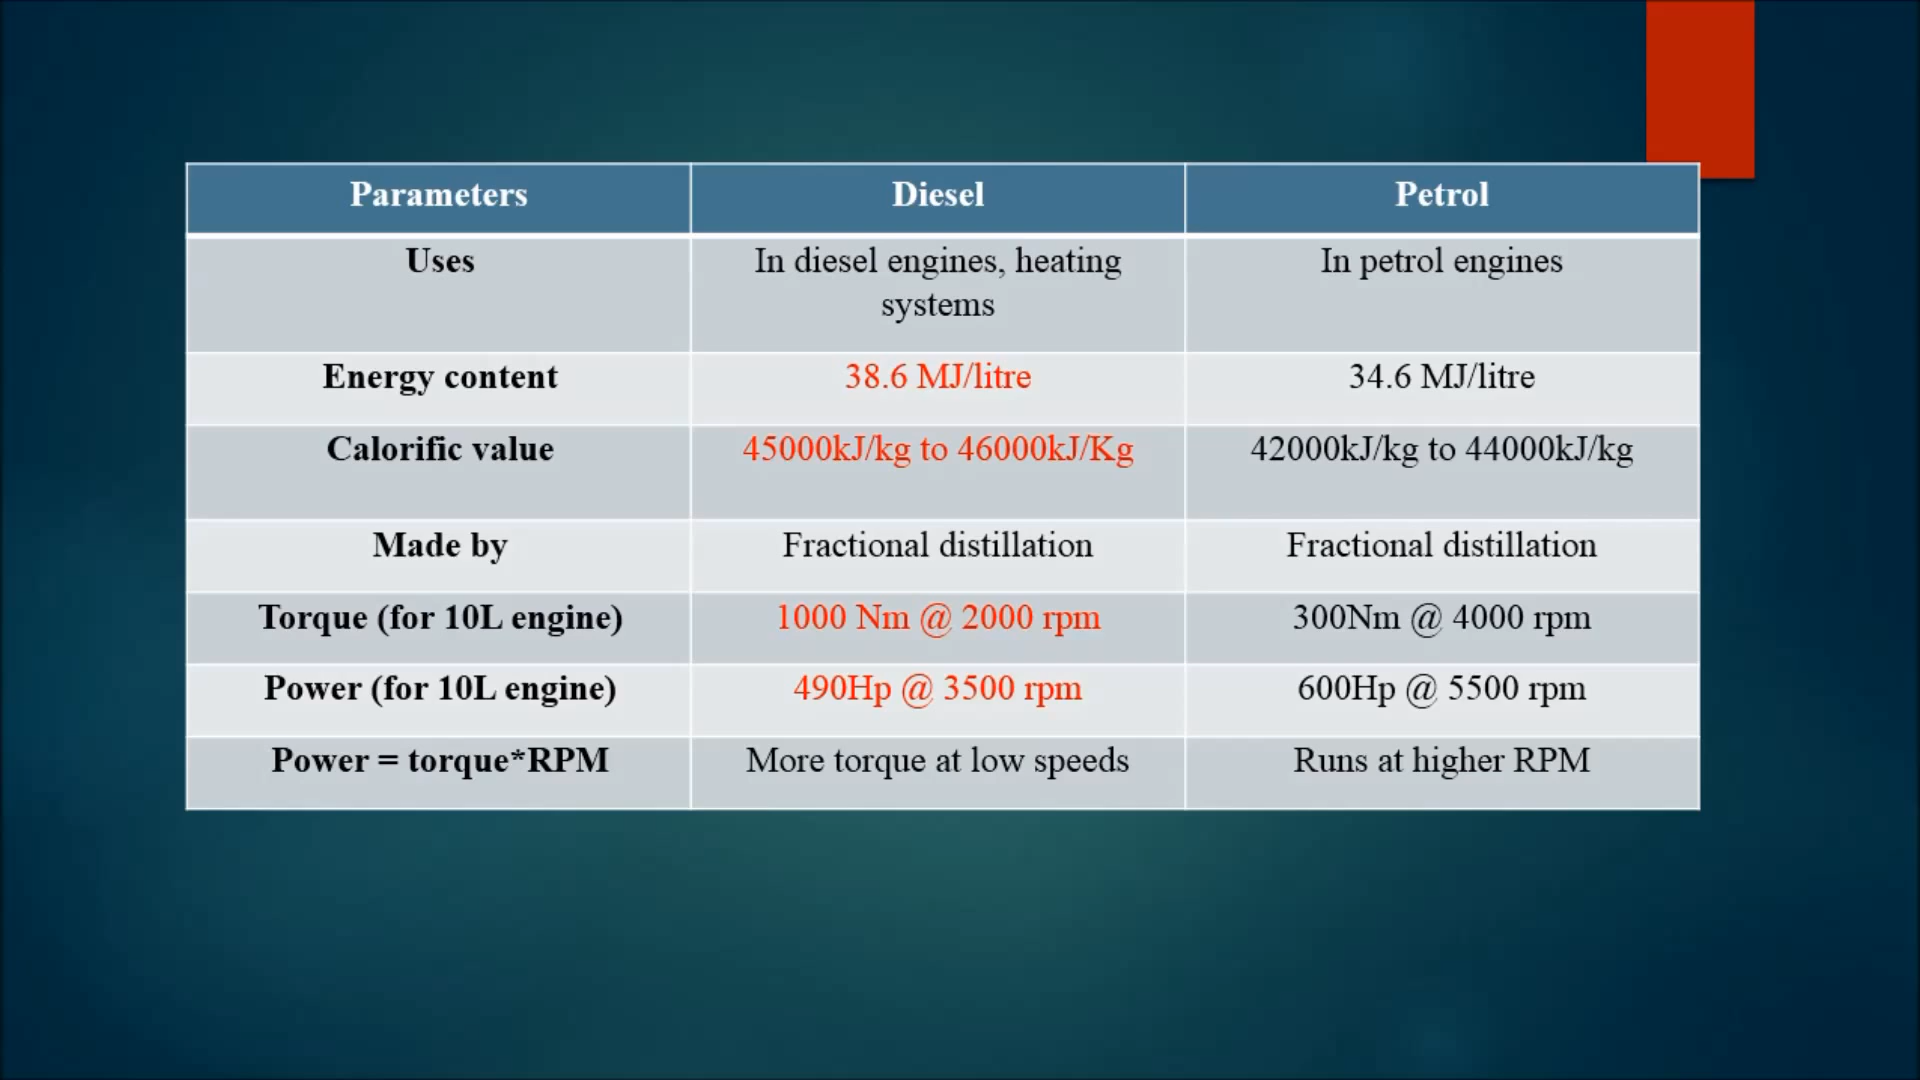 Parameters Diesel Petrol
Uses In diesel engines, heating In petrol engines
systems
Energy content 38.6 MJ/litre 34.6 MJ/litre
Calorific value 45000kJ/kg to 46000kJ/Kg 42000kJ/kg to 44000kJ/kg
Made by Fractional distillation Fractional distillation
Torque (for 10L engine) 1000 Nm @ 2000 rpm 300Nm @ 4000 rpm
Power (for 10L engine) 490Hp @ 3500 rpm 600Hp @ 5500 rpm
Power = torque*RPM More torque at low speeds Runs at higher RPM